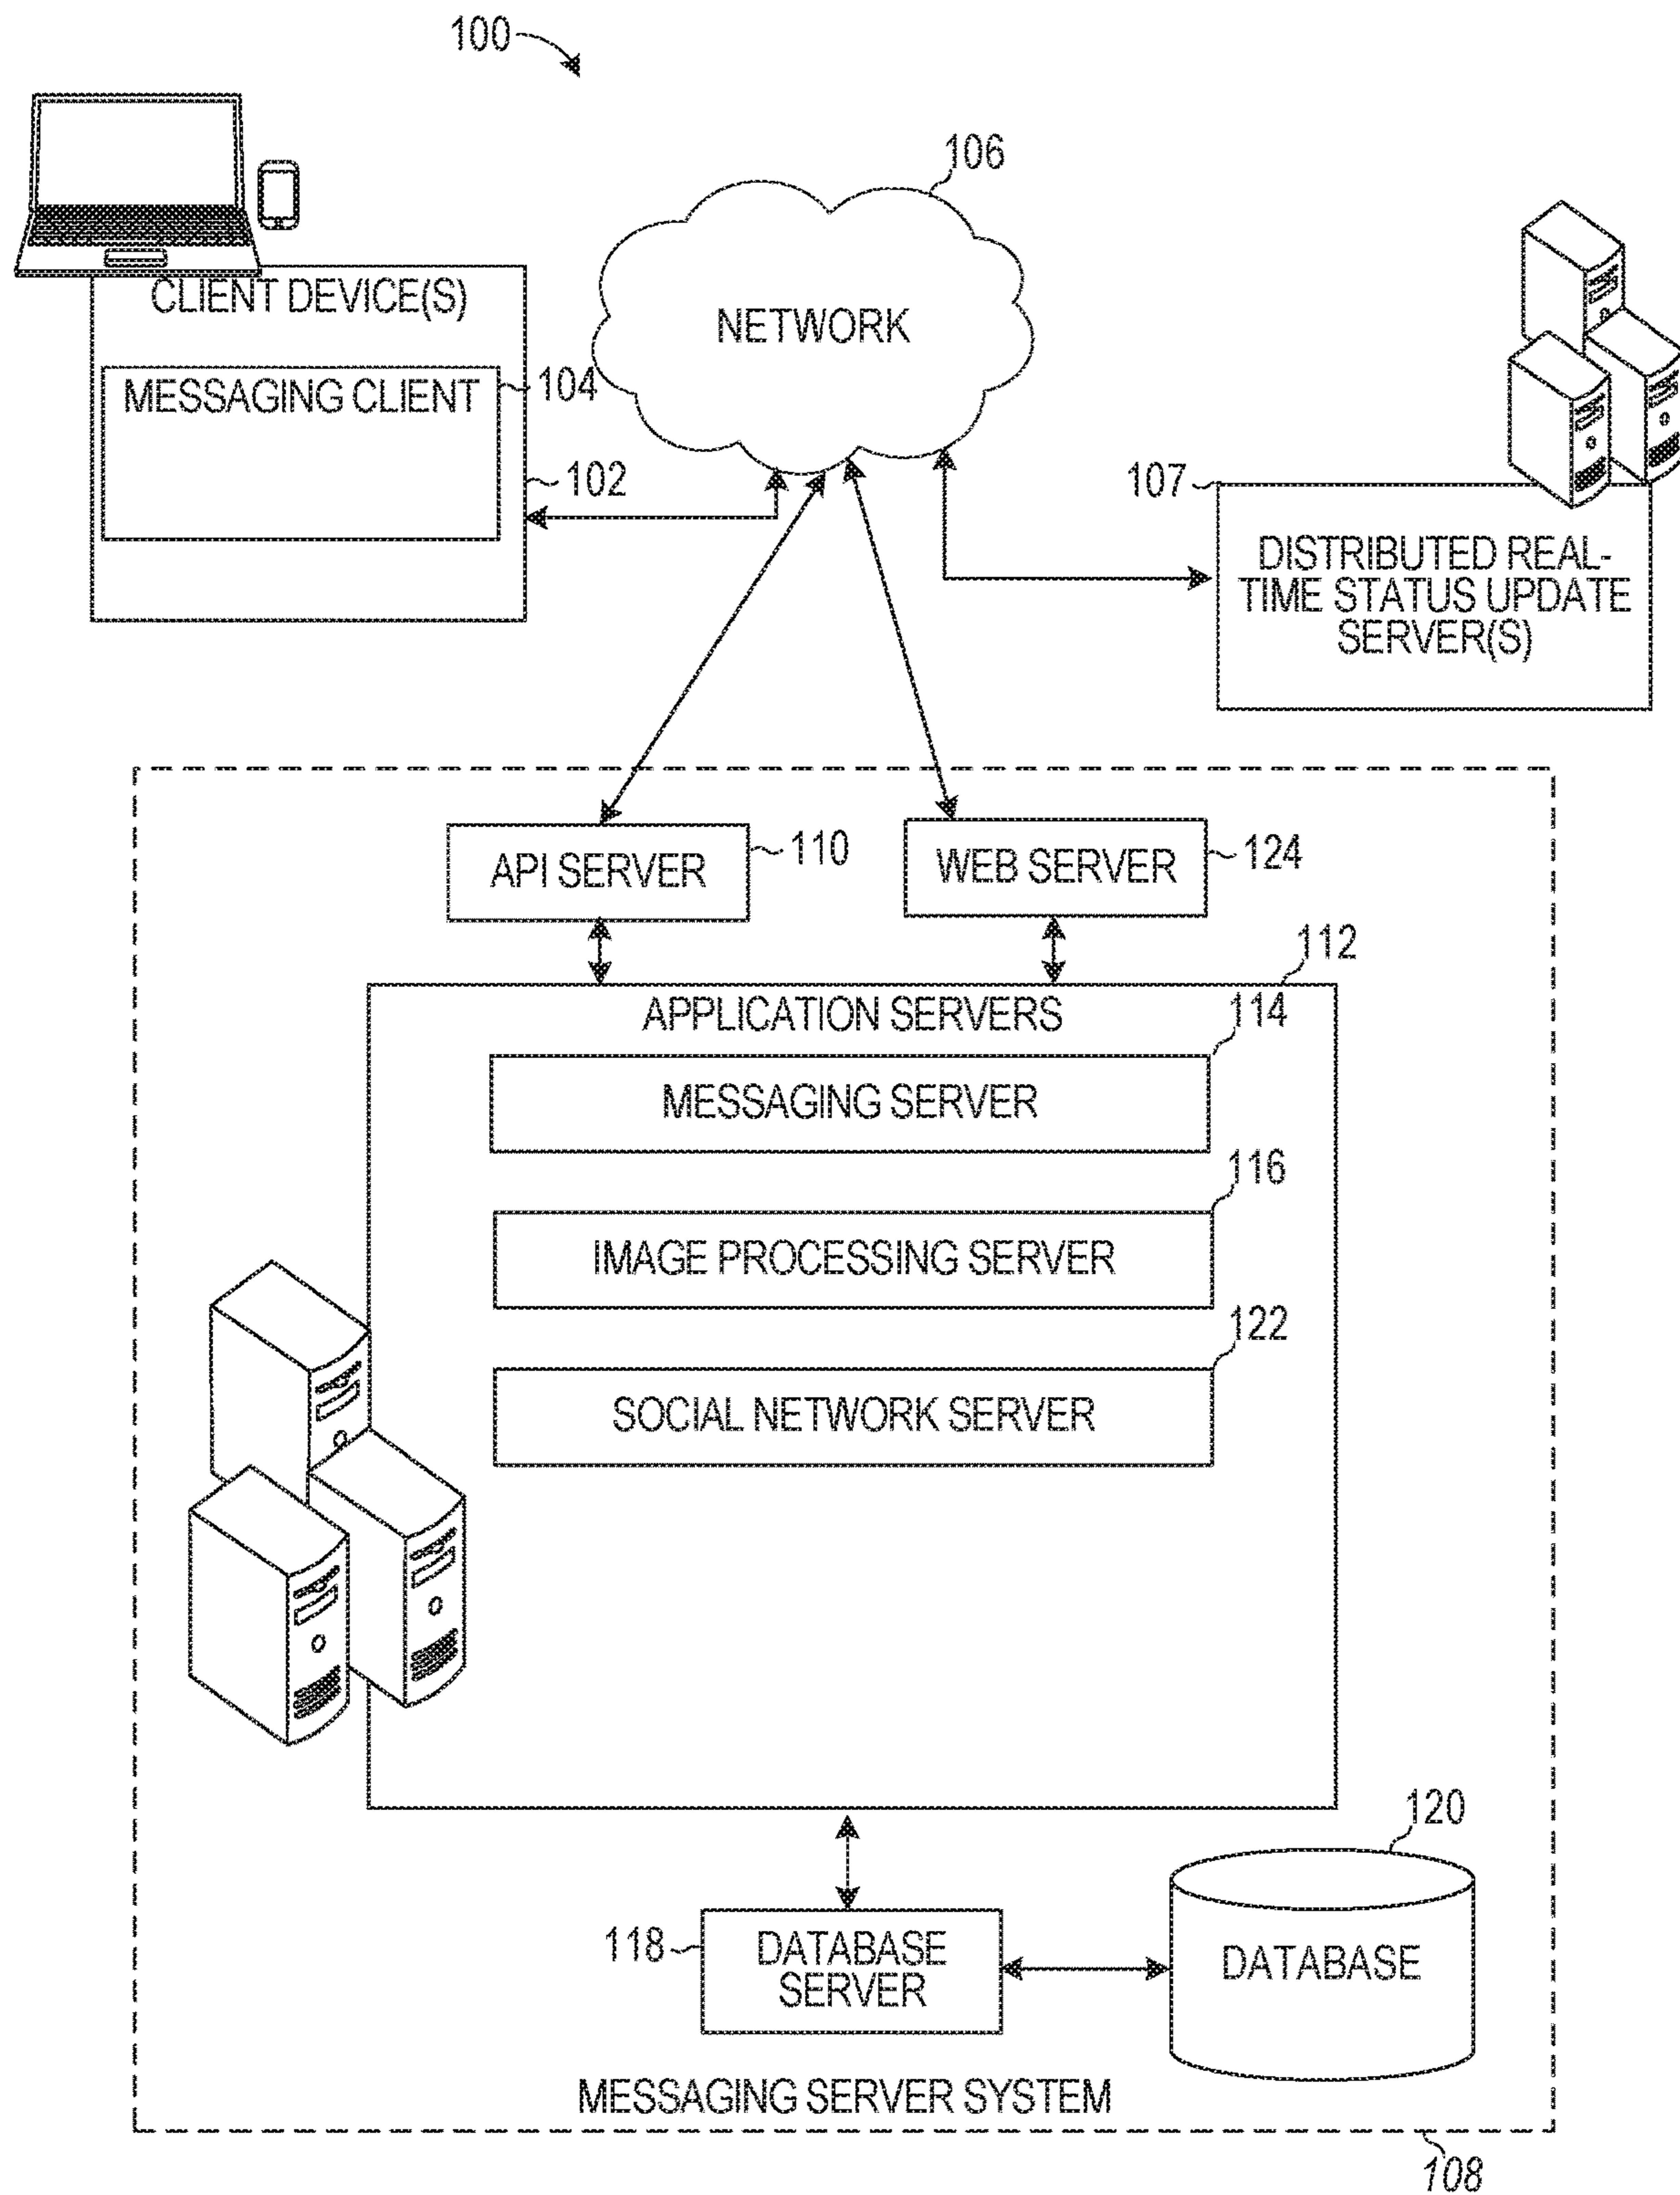 100
106
CLIENT DEVICE(S)
NETWORK
MESSAGING CLIENT
104
102
107
DISTRIBUTED REAL-
TIME STATUS UPDATE
SERVER(S)
API SERVER
110
WEB SERVER
124
112
APPLICATION SERVERS
114
MESSAGING SERVER
116
IMAGE PROCESSING SERVER
122
SOCIAL NETWORK SERVER
120
118
DATABASE
SERVER
DATABASE
MESSAGING SERVER SYSTEM
108